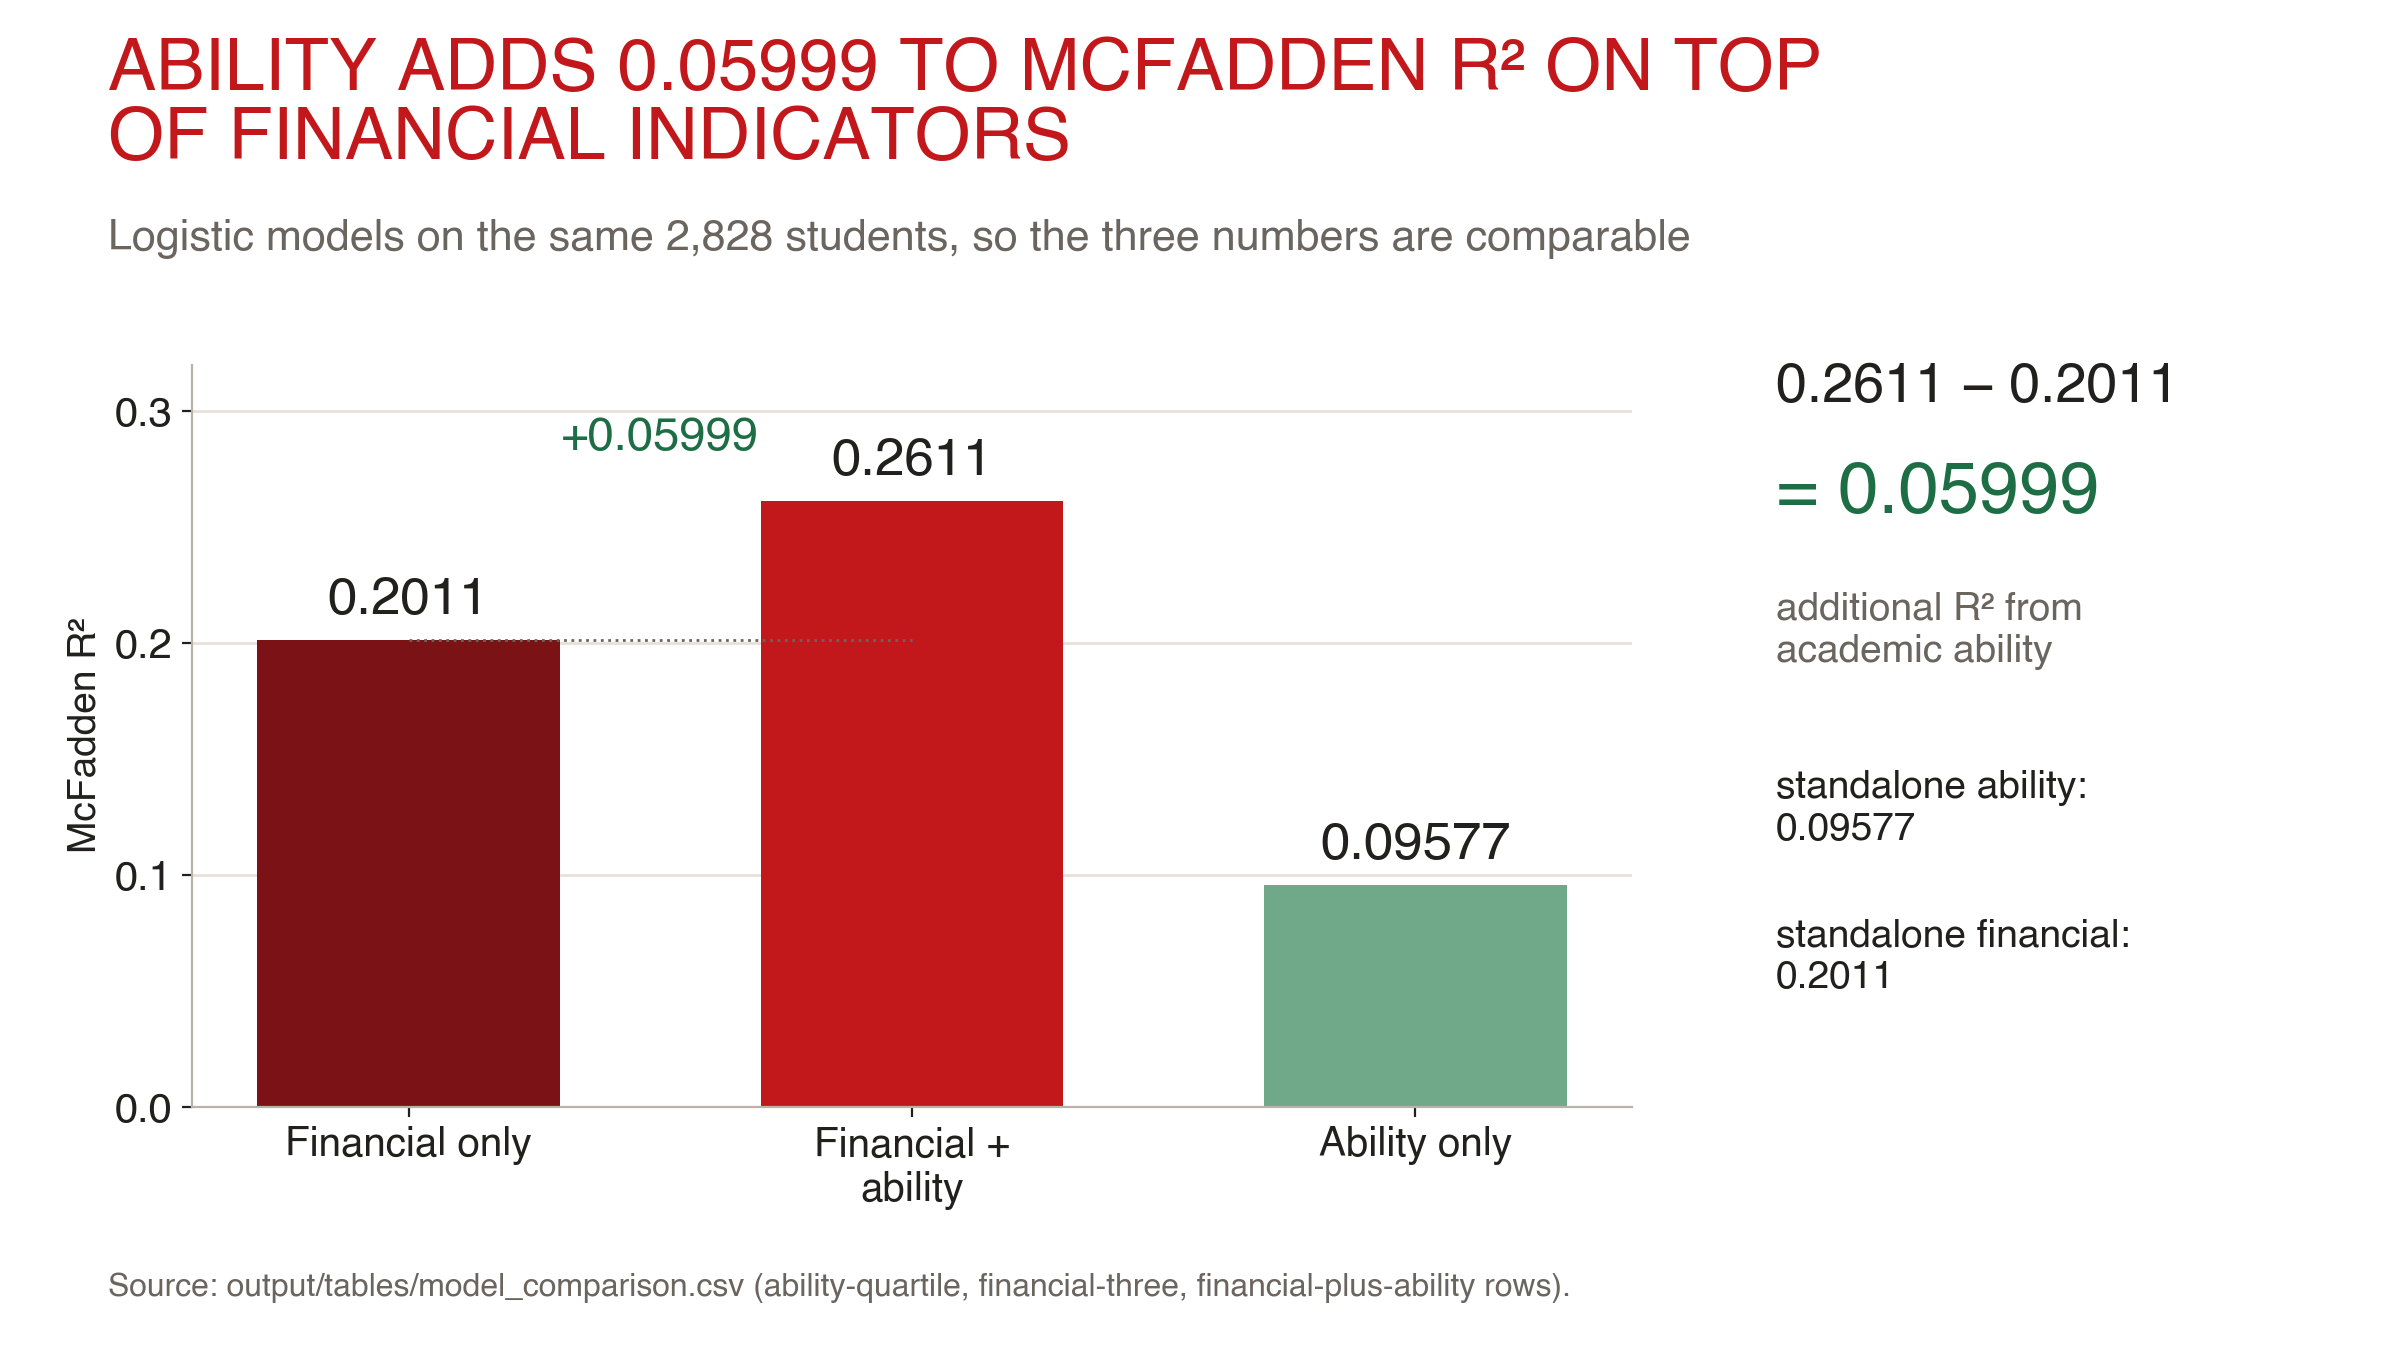 ABILITY ADDS 0.05999 TO MCFADDEN R² ON TOP
OF FINANCIAL INDICATORS
Logistic models on the same 2,828 students, so the three numbers are comparable
McFadden R²
0.3
0.2
0.1
0.0
+0.05999
0.2011
0.2611
0.09577
Financial only
Financial +
ability
Ability only
0.2611 – 0.2011
= 0.05999
additional R² from
academic ability
standalone ability:
0.09577
standalone financial:
0.2011
Source: output/tables/model_comparison.csv (ability-quartile, financial-three, financial-plus-ability rows).